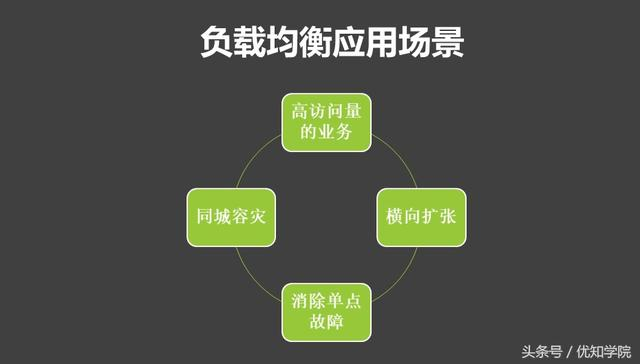 负载均衡应用场景
高访问量
的业务
同城容灾
横向扩张
消除单点
故障
头条号 / 优知学院